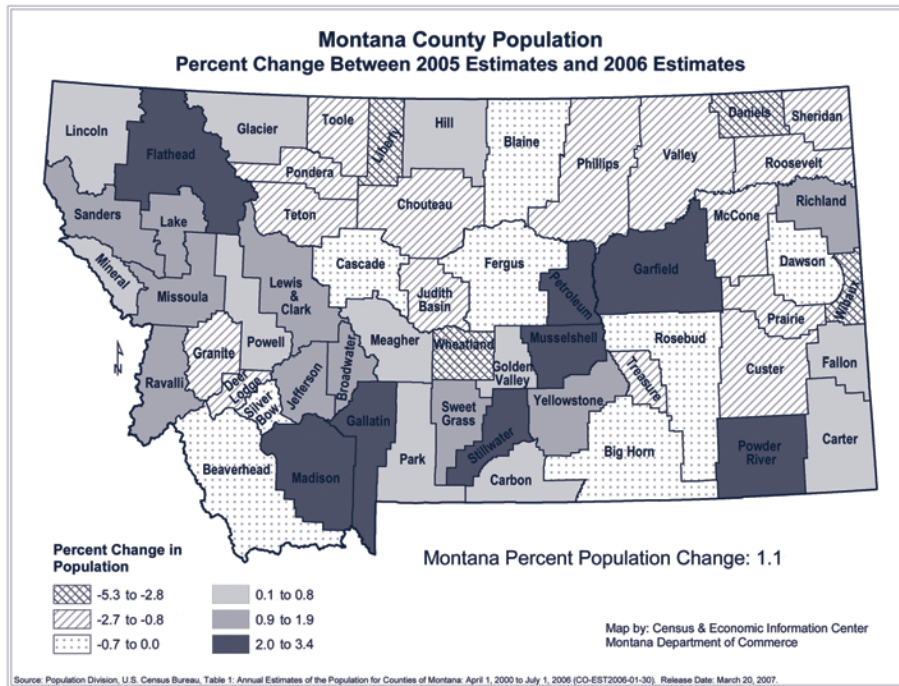 Montana County Population
Percent Change Between 2005 Estimates and 2006 Estimates
Lincoln
Flathead
Glacier
Toole
Liberty
Hill
Blaine
Phillips
Valley
Daniels
Sheridan
Roosevelt
Pondera
Teton
Chouteau
Sanders
Lake
McCone
Richland
Mineral
Missoula
Lewis
&
Clark
Cascade
Judith
Basin
Fergus
Petroleum
Garfield
Dawson
Wibaux
Prairie
Powell
Granite
Meagher
Wheatland
Golden
Valley
Musselshell
Rosebud
Treasure
Custer
Fallon
Ravalli
Deer
Lodge
Silver
Bow
Jefferson
Broadwater
Gallatin
Sweet
Grass
Yellowstone
Stillwater
Big Horn
Powder
River
Carter
Beaverhead
Madison
Park
Carbon
N
Percent Change in
Population
-5.3 to -2.8
-2.7 to -0.8
-0.7 to 0.0
0.1 to 0.8
0.9 to 1.9
2.0 to 3.4
Montana Percent Population Change: 1.1
Map by: Census & Economic Information Center
Montana Department of Commerce
Source: Population Division, U.S. Census Bureau, Table 1: Annual Estimates of the Population for Counties of Montana: April 1, 2000 to July 1, 2006 (CO-EST2006-01-30). Release Date: March 20, 2007.